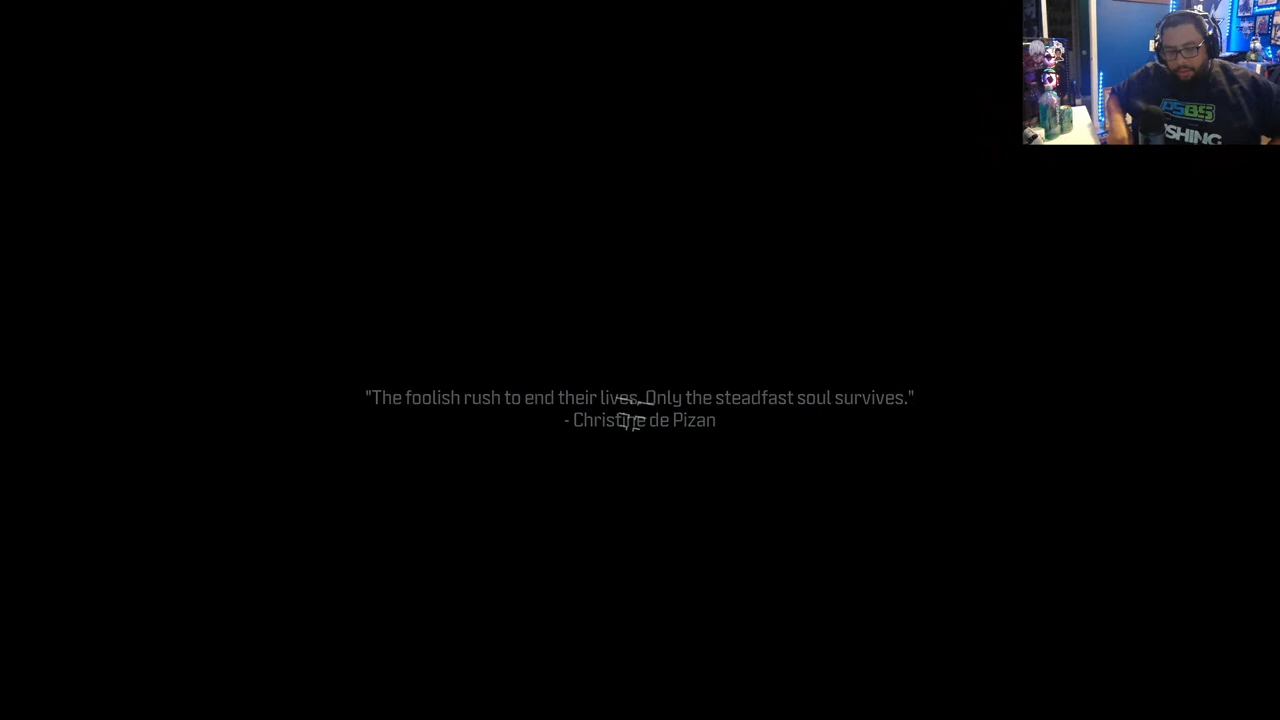 "The foolish rush to end their lives. Only the steadfast soul survives."
- Christine de Pizan